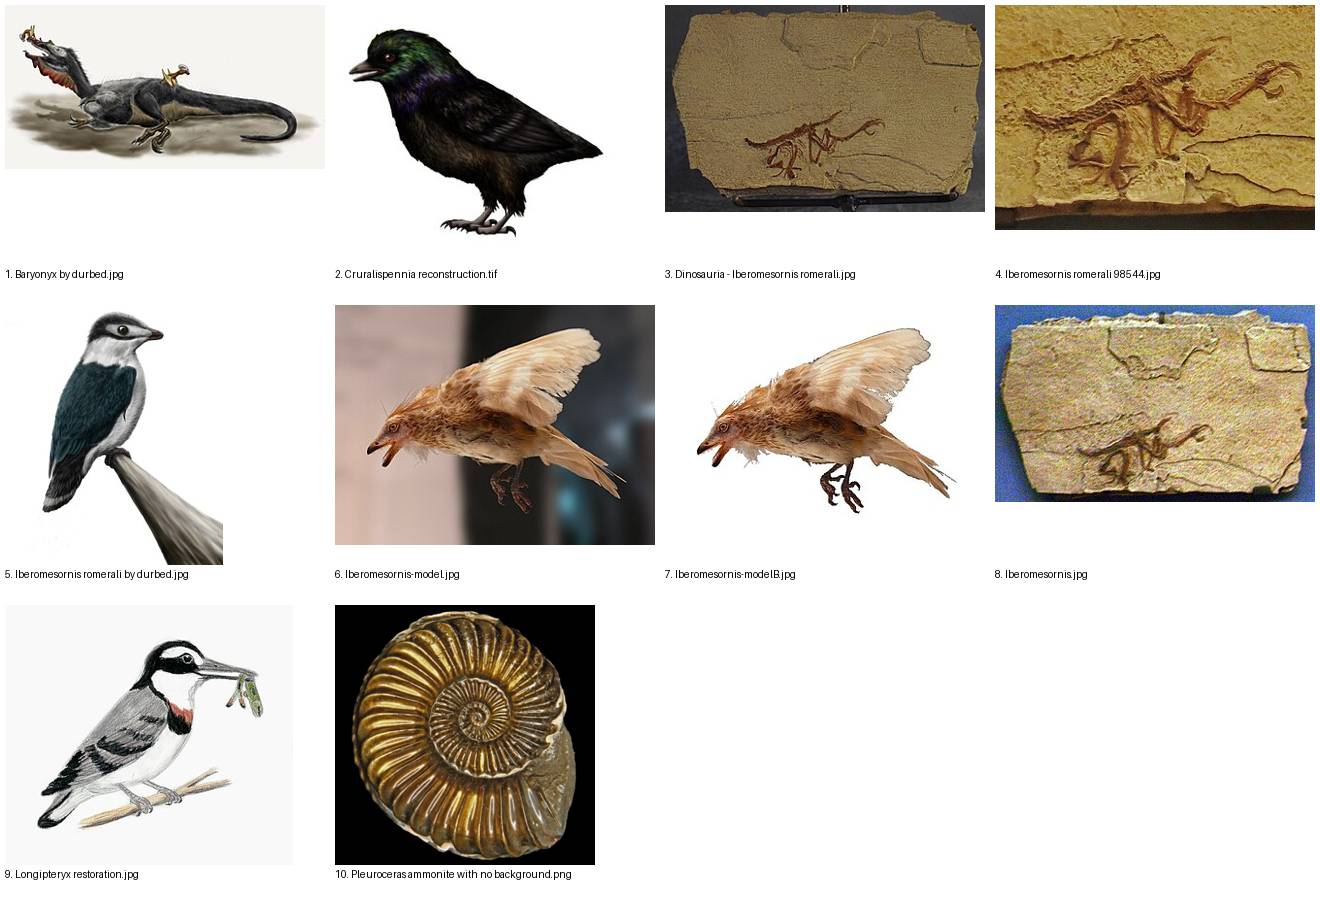 1. Baryonyx by durbed.jpg
2. Cruralispennia reconstruction.tif
3. Dinosauria - Iberomesornis romerali.jpg
4. Iberomesornis romerali 98544.jpg
5. Iberomesornis romerali by durbed.jpg
6. Iberomesornis-model.jpg
7. Iberomesornis-modelB.jpg
8. Iberomesornis.jpg
9. Longipteryx restoration.jpg
10. Pleuroceras ammonite with no background.png